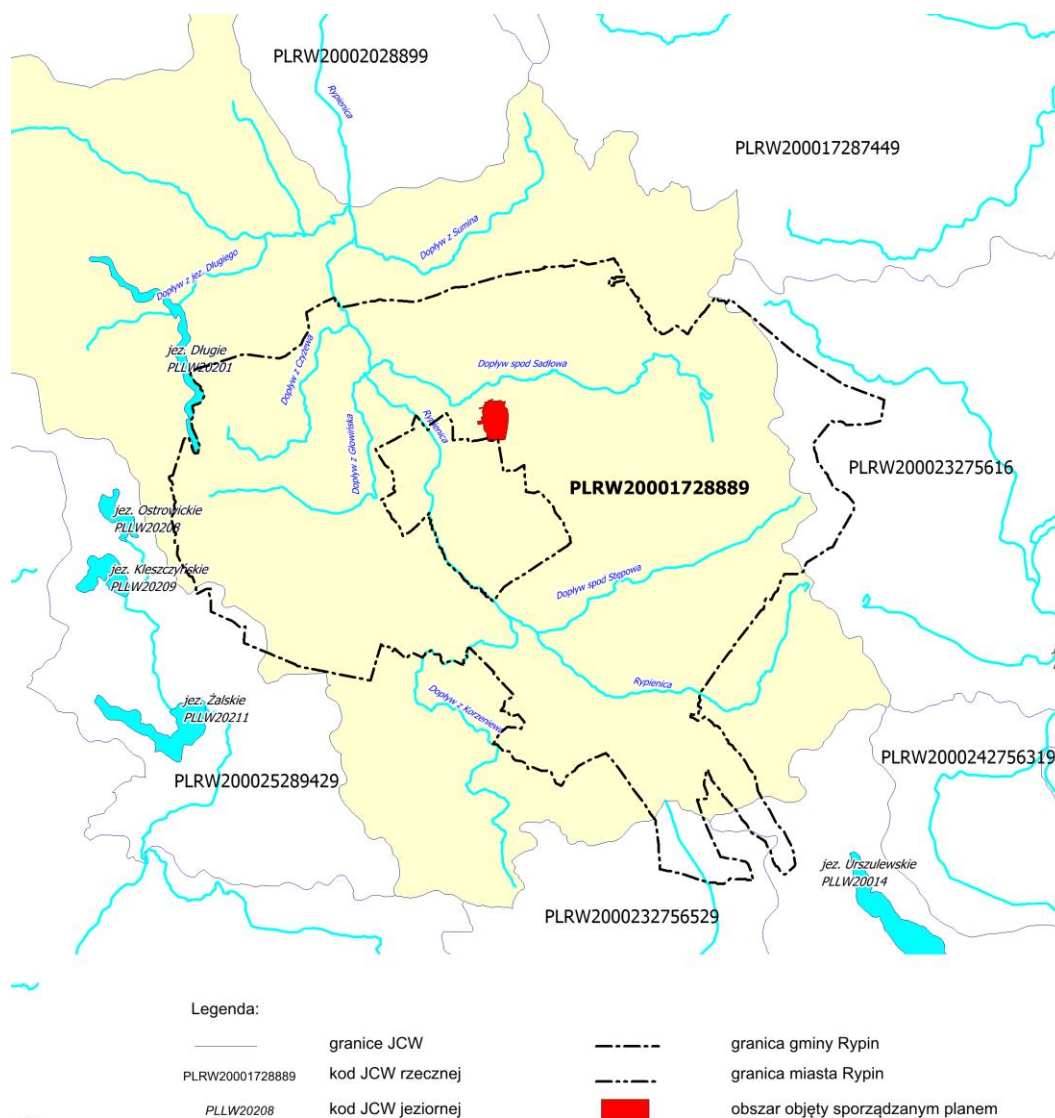 PLRW20002028899
Rypienica
PLRW200017287449
Dopływ z Sumina
Dopływ z jez. Długiego
jez. Długie
PLLW20201
Dopływ z Czyżewa
Dopływ spod Sadłowa
Dopływ z Głowińska
Rypienica
PLRW20001728889
PLRW200023275616
jez. Ostrowickie
PLLW20208
jez. Kleszczyńskie
PLLW20209
Dopływ spod Stępowa
Rypienica
jez. Żalskie
PLLW20211
Dopływ z Korzeniewa
PLRW200025289429
PLRW2000242756319
jez. Urszulewskie
PLLW20014
PLRW2000232756529
Legenda:
granice JCW
granica gminy Rypin
PLRW20001728889
kod JCW rzecznej
granica miasta Rypin
PLLW20208
kod JCW jeziornej
obszar objęty sporządzanym planem